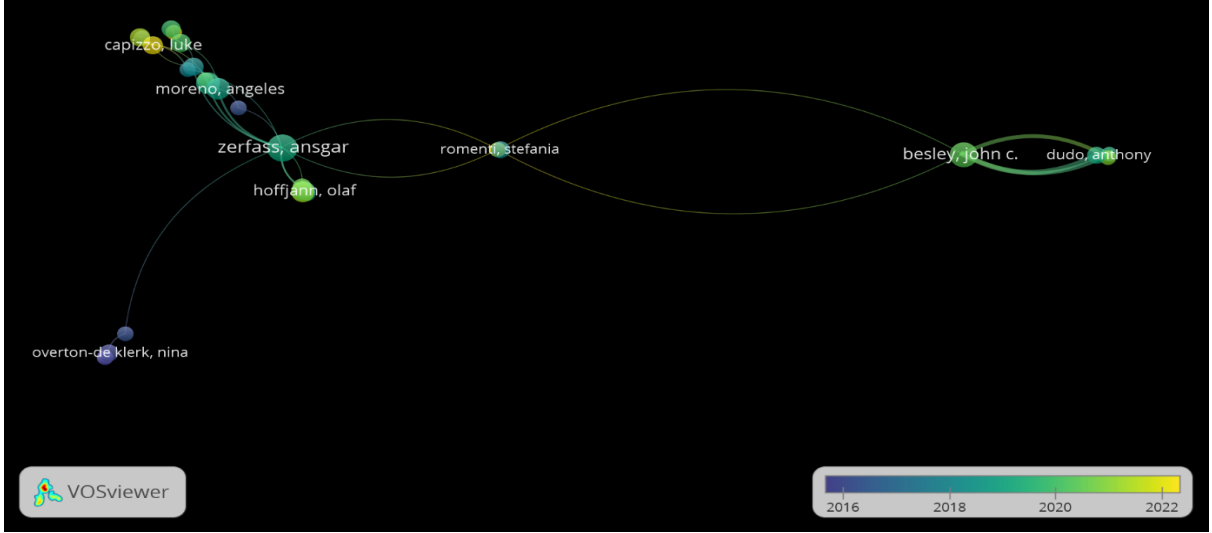 capizzo, luke
moreno, angeles
zerfass, ansgar
romenti, stefania
besley, john c.
dudo, anthony
hoffjann, olaf
overton-de klerk, nina
VOSviewer
2016
2018
2020
2022